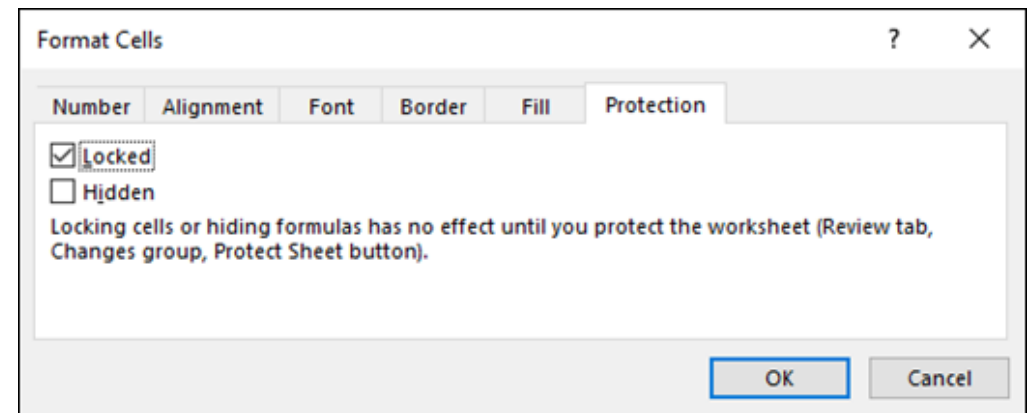 Format Cells ? ×
Number Alignment Font Border Fill Protection
Locked
Hidden
Locking cells or hiding formulas has no effect until you protect the worksheet (Review tab,
Changes group, Protect Sheet button).
OK Cancel